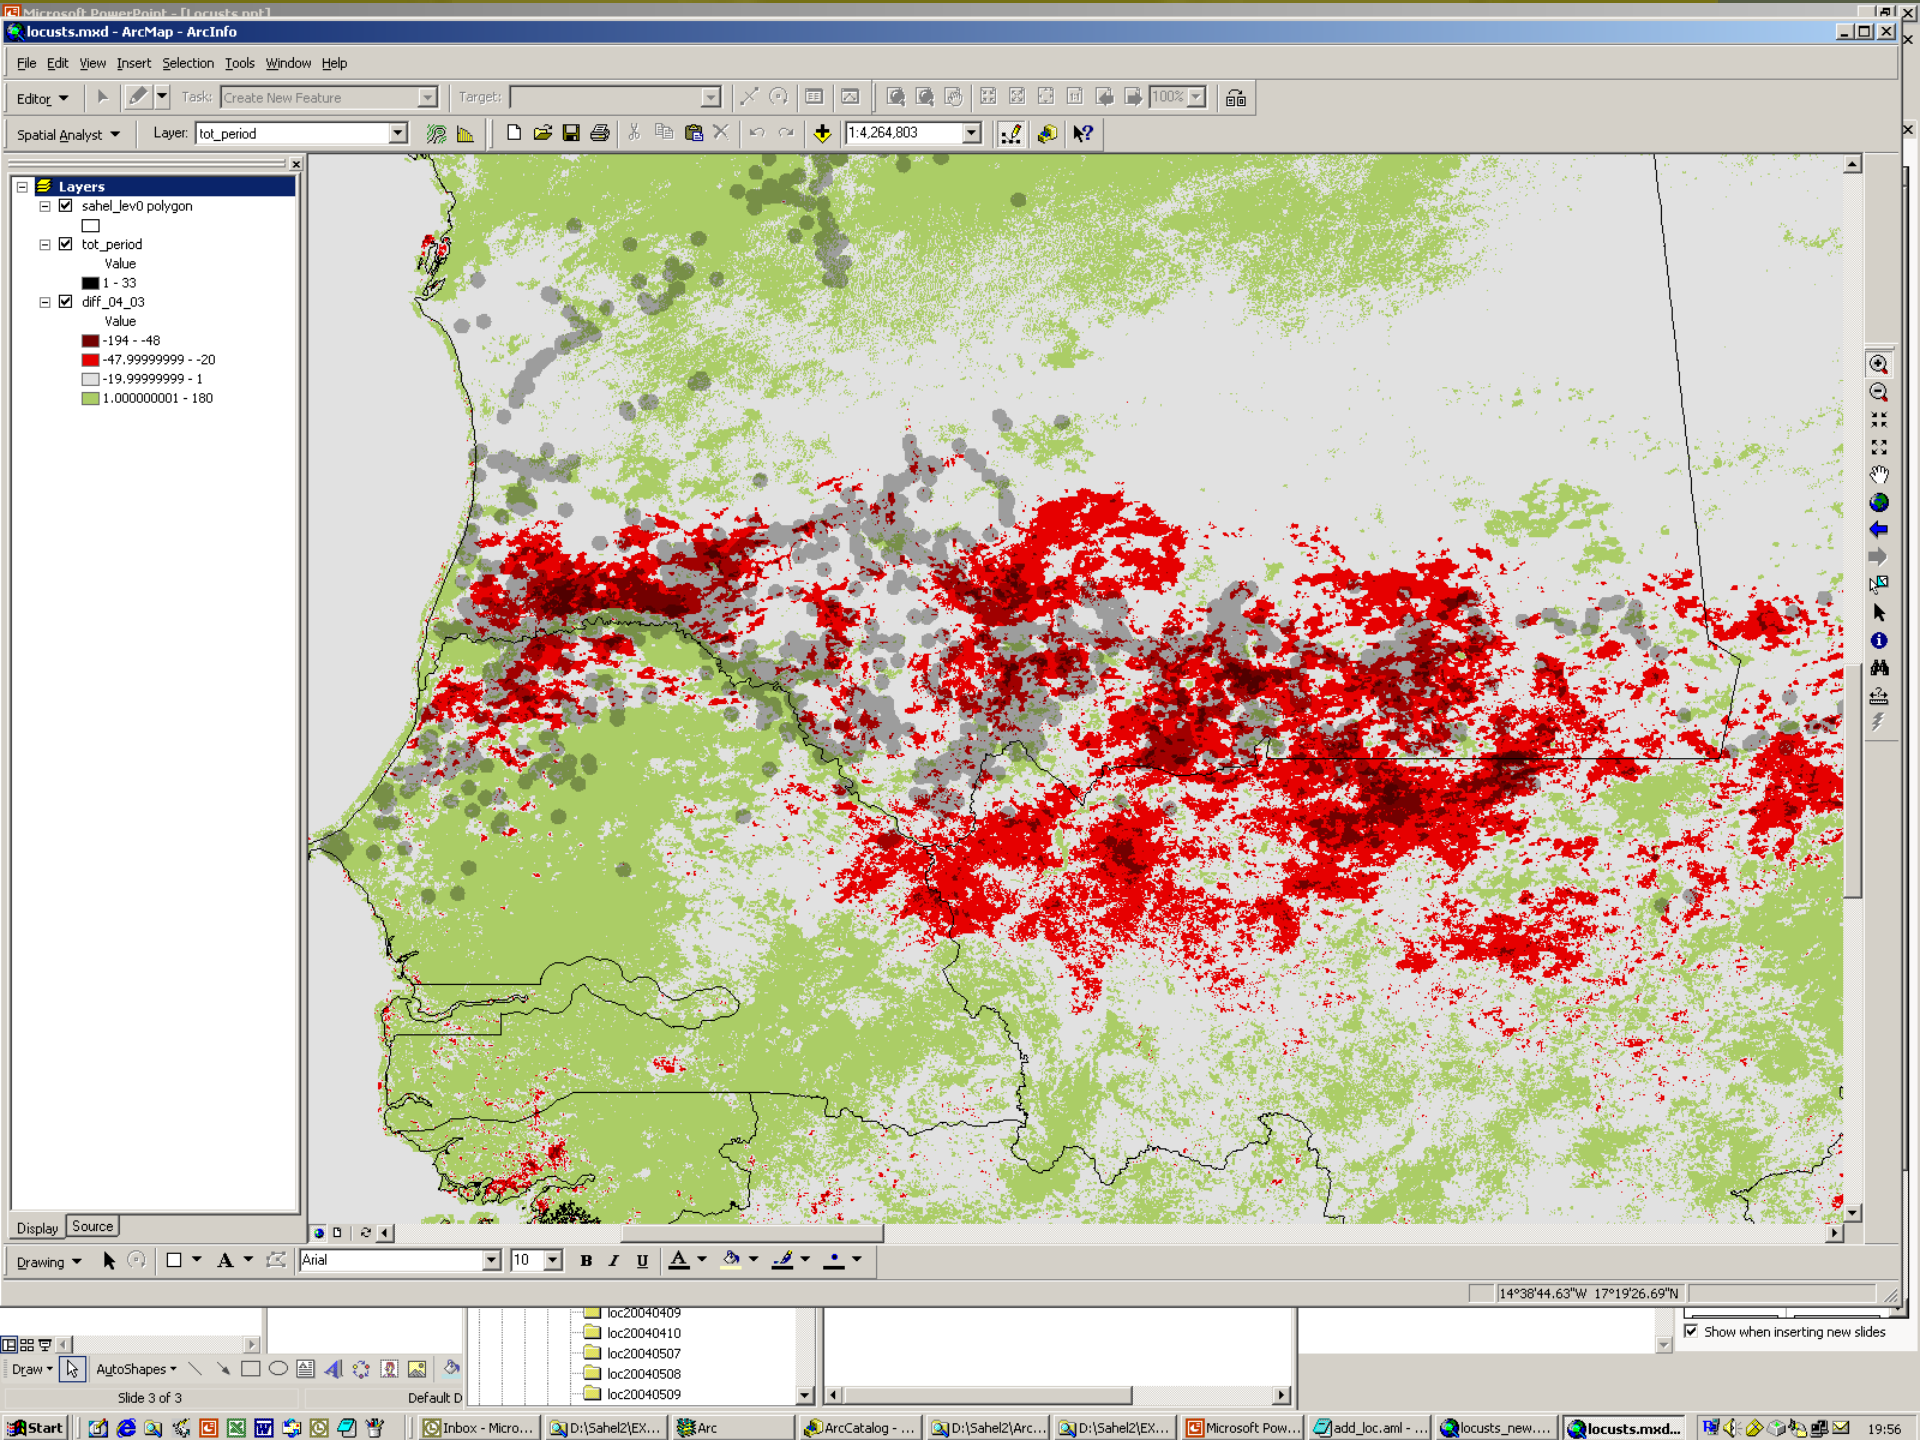 Microsoft PowerPoint - [Locusts.ppt]
locusts.mxd - ArcMap - ArcInfo
File Edit View Insert Selection Tools Window Help
Editor Task: Create New Feature Target: 100%
Spatial Analyst Layer: tot_period 1:4,264,803
Layers
sahel_lev0 polygon
tot_period
Value
1 - 33
diff_04_03
Value
-194 - -48
-47.99999999 - -20
-19.99999999 - 1
1.000000001 - 180
Display Source
Drawing A Arial 10 B I U A
14°38'44.63"W 17°19'26.69"N
loc20040409
loc20040410
loc20040507
loc20040508
loc20040509
Show when inserting new slides
Draw AutoShapes
Slide 3 of 3 Default D
Start Inbox - Micro... D:\Sahel2\EX... Arc ArcCatalog - ... D:\Sahel2\Arc... D:\Sahel2\EX... Microsoft Pow... add_loc.aml - ... locusts_new.... locusts.mxd... 19:56